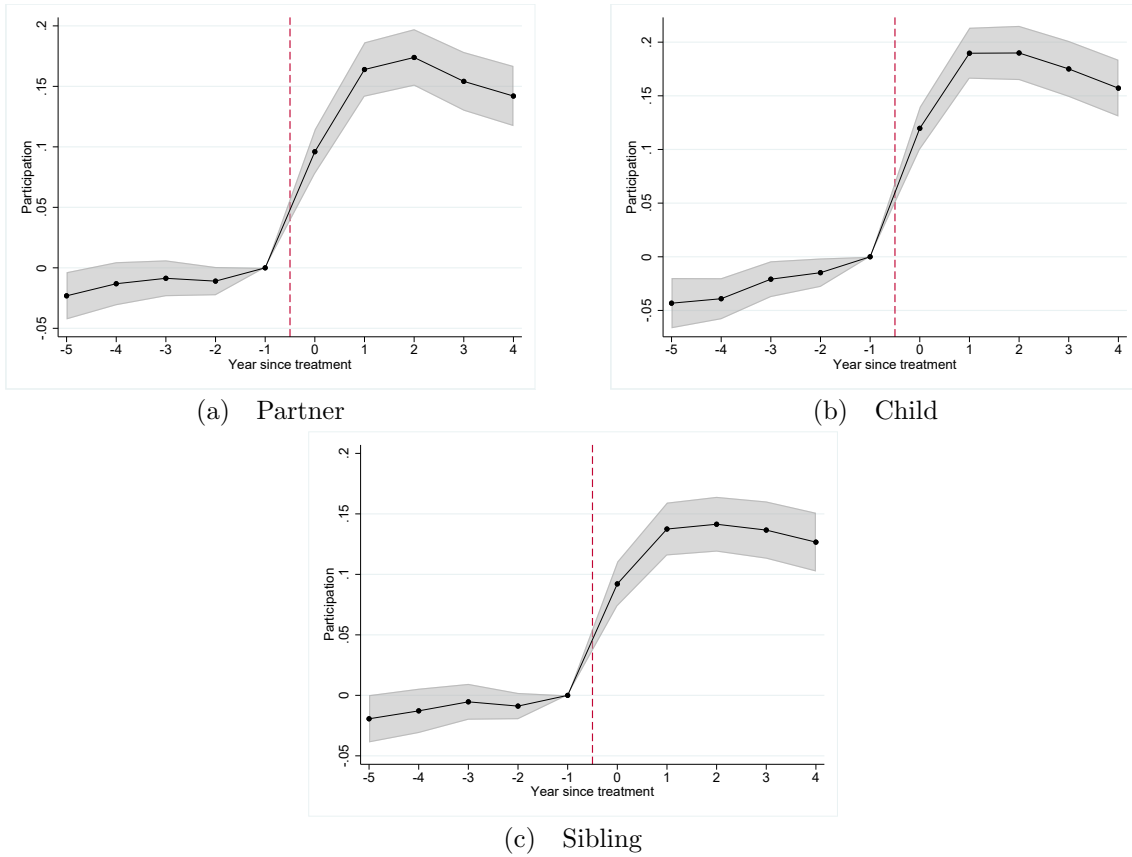 Participation
.2
.15
.1
.05
0
-.05
-5 -4 -3 -2 -1 0 1 2 3 4
Year since treatment
(a) Partner
Participation
.2
.15
.1
.05
0
-.05
-5 -4 -3 -2 -1 0 1 2 3 4
Year since treatment
(b) Child
Participation
.2
.15
.1
.05
0
-.05
-5 -4 -3 -2 -1 0 1 2 3 4
Year since treatment
(c) Sibling